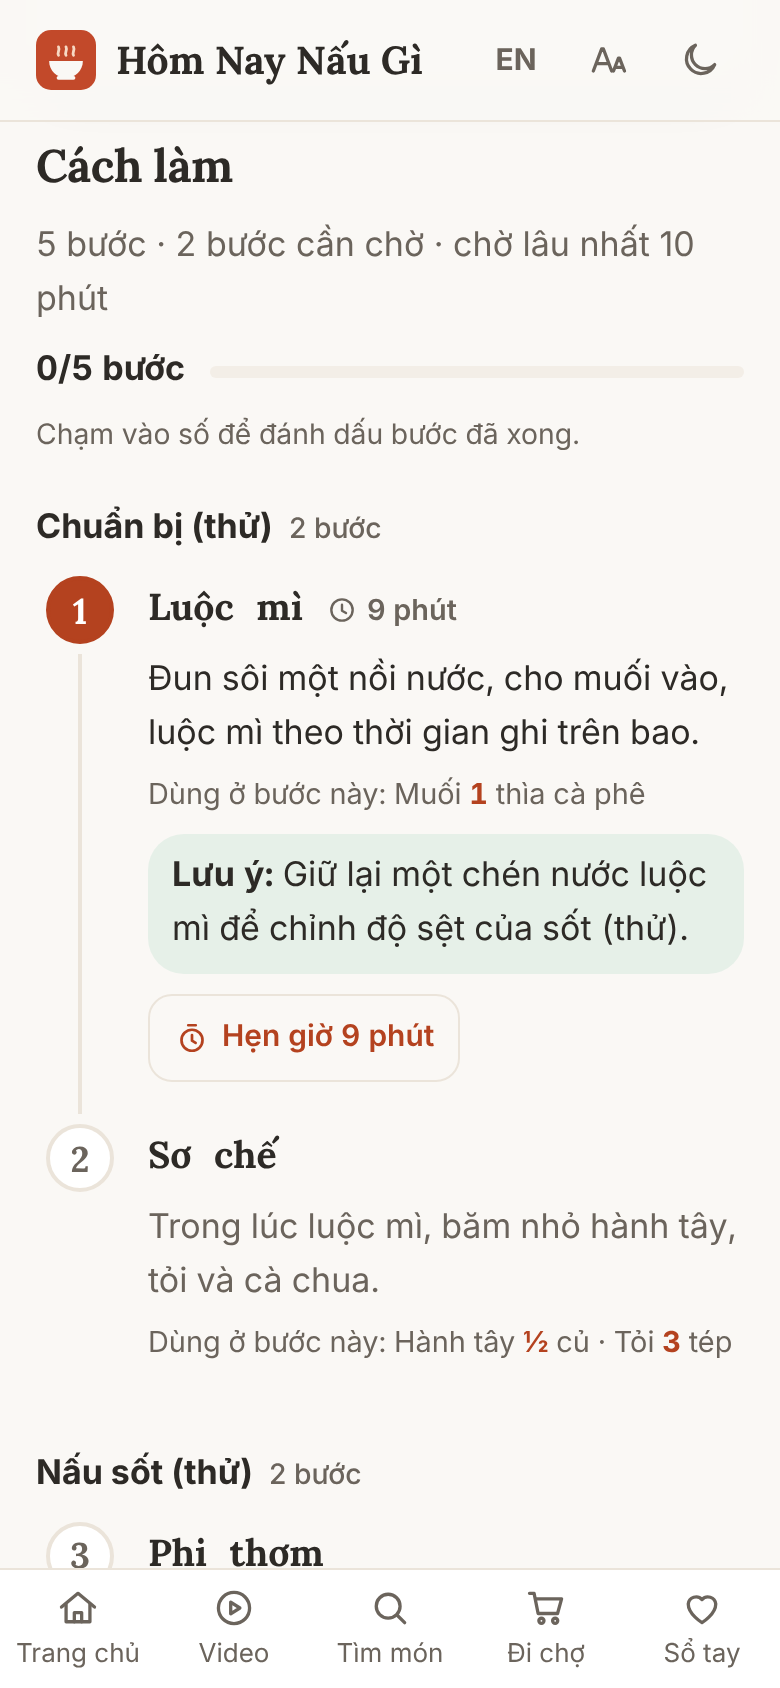 Hôm Nay Nấu Gì
EN
AA
Cách làm
5 bước · 2 bước cần chờ · chờ lâu nhất 10
phút
0/5 bước
Chạm vào số để đánh dấu bước đã xong.
Chuẩn bị (thử) 2 bước
1 Luộc mì 9 phút
Đun sôi một nồi nước, cho muối vào,
luộc mì theo thời gian ghi trên bao.
Dùng ở bước này: Muối 1 thìa cà phê
Lưu ý: Giữ lại một chén nước luộc
mì để chỉnh độ sệt của sốt (thử).
Hẹn giờ 9 phút
2 Sơ chế
Trong lúc luộc mì, băm nhỏ hành tây,
tỏi và cà chua.
Dùng ở bước này: Hành tây ½ củ · Tỏi 3 tép
Nấu sốt (thử) 2 bước
3 Phi thơm
Trang chủ
Video
Tìm món
Đi chợ
Sổ tay